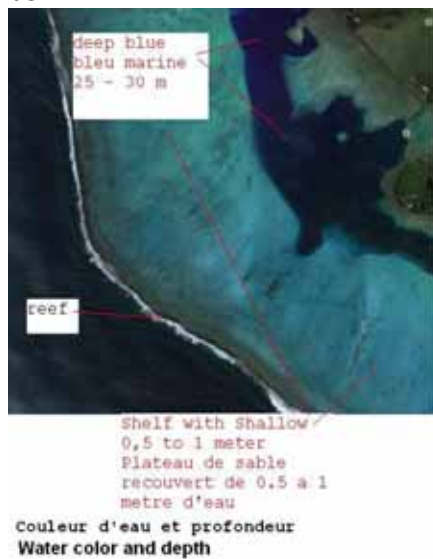 deep blue
bleu marine
25 - 30 m
reef
Shelf with Shallow
0,5 to 1 meter
Plateau de sable
recouvert de 0.5 a 1
metre d'eau
Couleur d'eau et profondeur
Water color and depth